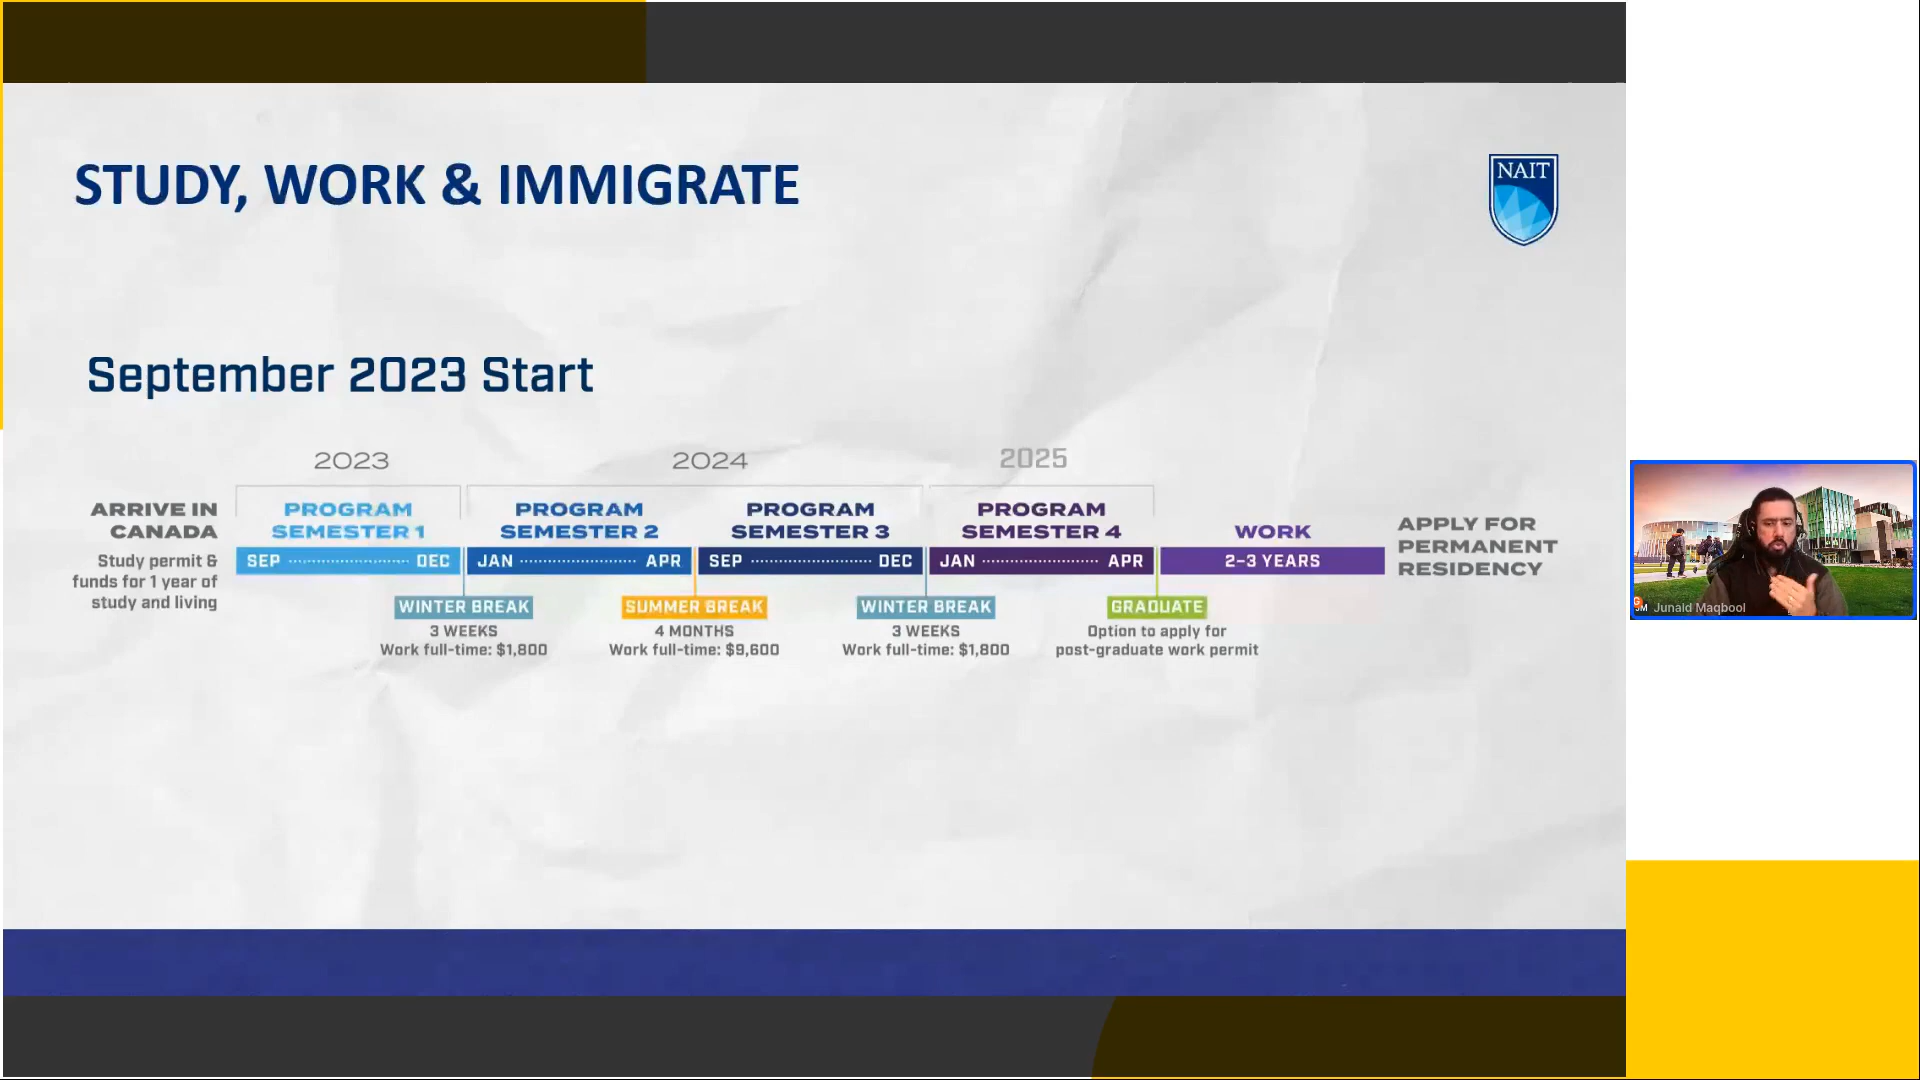 STUDY, WORK & IMMIGRATE
NAIT
September 2023 Start
2023
2024
2025
ARRIVE IN
CANADA
Study permit &
funds for 1 year of
study and living
PROGRAM
SEMESTER 1
SEP DEC
PROGRAM
SEMESTER 2
JAN APR
PROGRAM
SEMESTER 3
SEP DEC
PROGRAM
SEMESTER 4
JAN APR
WORK
2-3 YEARS
APPLY FOR
PERMANENT
RESIDENCY
WINTER BREAK
3 WEEKS
Work full-time: $1,800
SUMMER BREAK
4 MONTHS
Work full-time: $9,600
WINTER BREAK
3 WEEKS
Work full-time: $1,800
GRADUATE
Option to apply for
post-graduate work permit
Junaid Maqbool